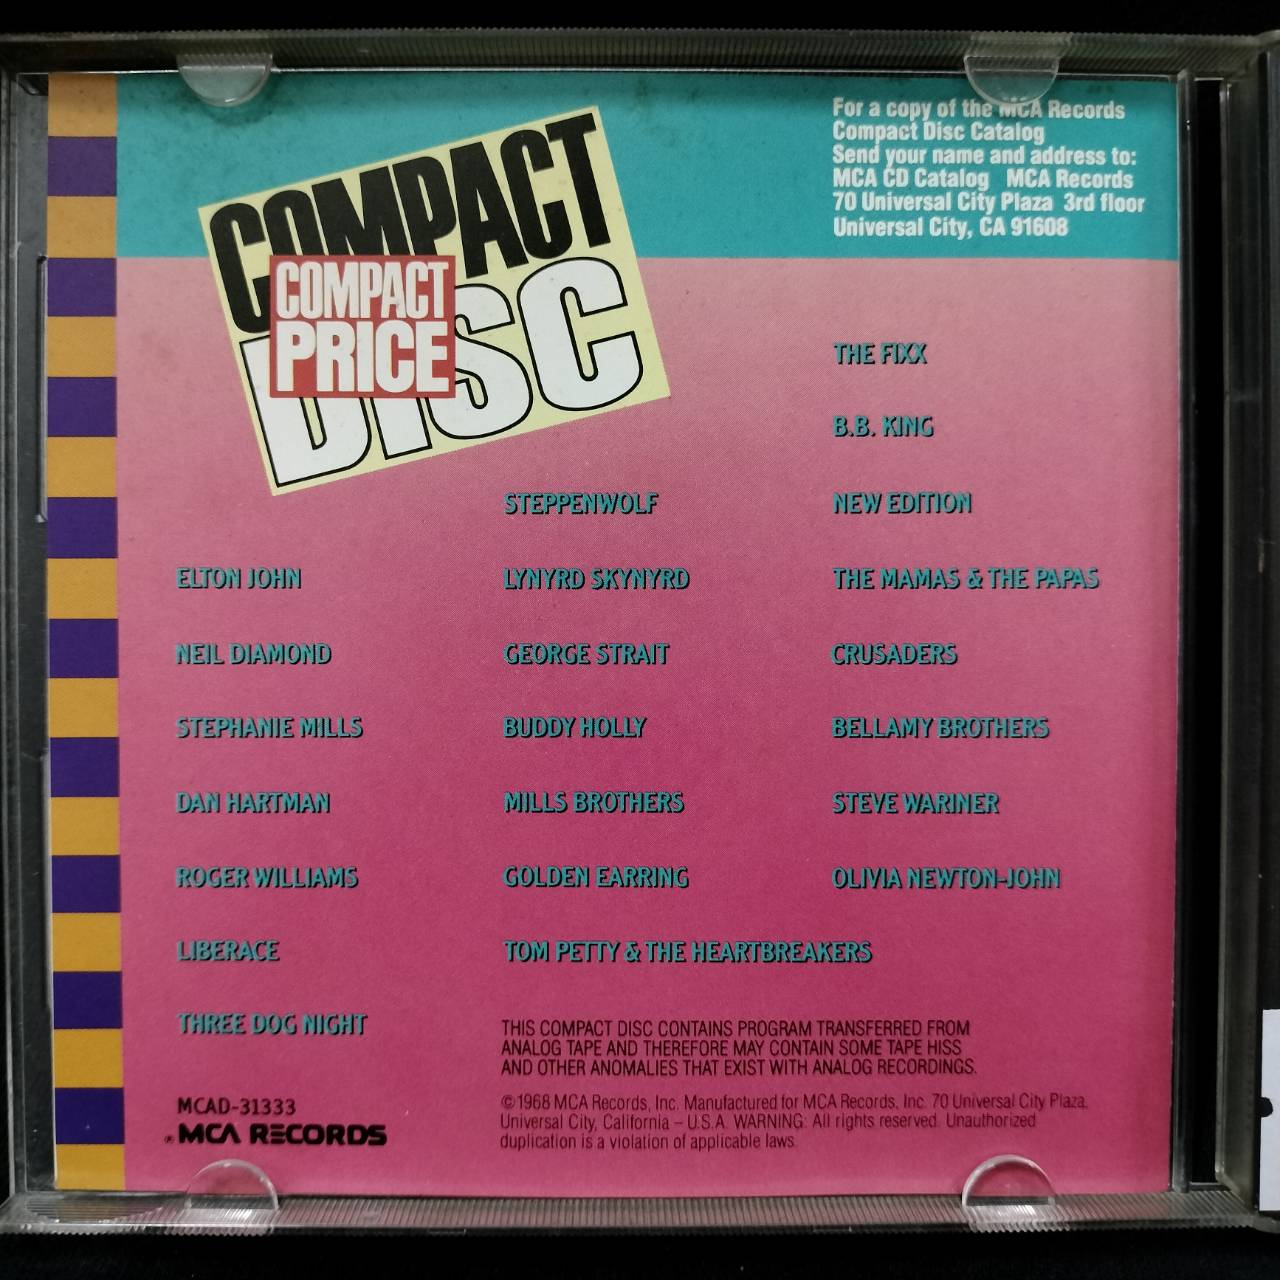 For a copy of the MCA Records
Compact Disc Catalog
Send your name and address to:
MCA CD Catalog MCA Records
70 Universal City Plaza 3rd floor
Universal City, CA 91608
COMPACT
DISC
COMPACT
PRICE
ELTON JOHN
NEIL DIAMOND
STEPHANIE MILLS
DAN HARTMAN
ROGER WILLIAMS
LIBERACE
THREE DOG NIGHT
STEPPENWOLF
LYNYRD SKYNYRD
GEORGE STRAIT
BUDDY HOLLY
MILLS BROTHERS
GOLDEN EARRING
TOM PETTY & THE HEARTBREAKERS
THE FIXX
B.B. KING
NEW EDITION
THE MAMAS & THE PAPAS
CRUSADERS
BELLAMY BROTHERS
STEVE WARINER
OLIVIA NEWTON-JOHN
THIS COMPACT DISC CONTAINS PROGRAM TRANSFERRED FROM
ANALOG TAPE AND THEREFORE MAY CONTAIN SOME TAPE HISS
AND OTHER ANOMALIES THAT EXIST WITH ANALOG RECORDINGS.
MCAD-31333
® MCA RECORDS
©1968 MCA Records, Inc. Manufactured for MCA Records, Inc. 70 Universal City Plaza,
Universal City, California – U.S.A. WARNING: All rights reserved. Unauthorized
duplication is a violation of applicable laws.